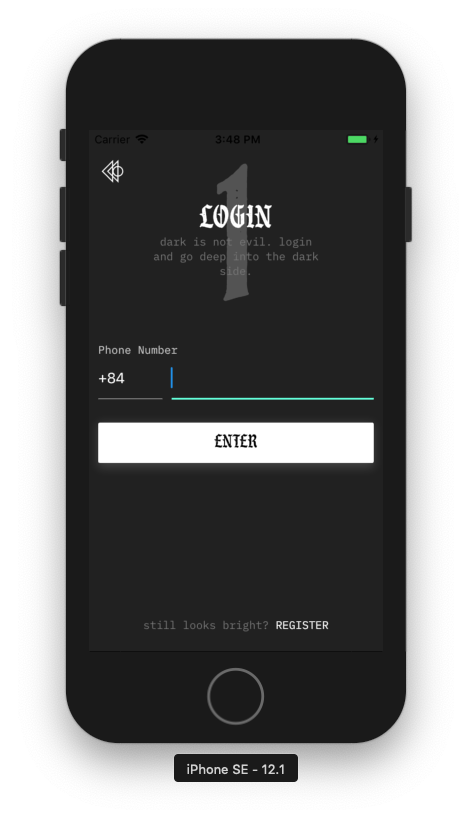 Carrier 3:48 PM
1
LOGIN
dark is not evil. login
and go deep into the dark
side.
Phone Number
+84
ENTER
still looks bright? REGISTER
iPhone SE - 12.1